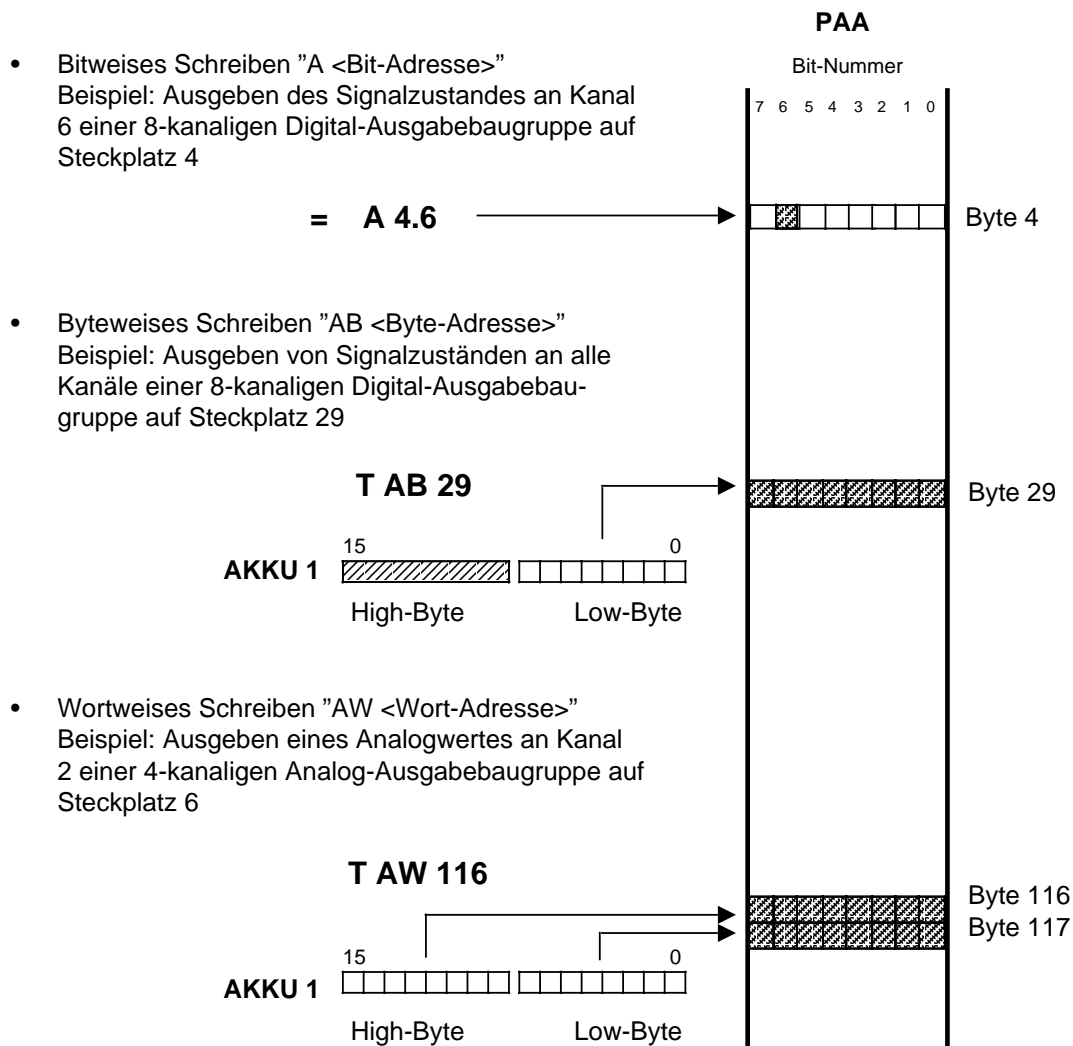 PAA
Bit-Nummer
7 6 5 4 3 2 1 0
• Bitweises Schreiben ”A <Bit-Adresse>”
Beispiel: Ausgeben des Signalzustandes an Kanal
6 einer 8-kanaligen Digital-Ausgabebaugruppe auf
Steckplatz 4
= A 4.6
Byte 4
• Byteweises Schreiben ”AB <Byte-Adresse>”
Beispiel: Ausgeben von Signalzuständen an alle
Kanäle einer 8-kanaligen Digital-Ausgabebau-
gruppe auf Steckplatz 29
T AB 29
Byte 29
15 0
AKKU 1
High-Byte Low-Byte
• Wortweises Schreiben ”AW <Wort-Adresse>”
Beispiel: Ausgeben eines Analogwertes an Kanal
2 einer 4-kanaligen Analog-Ausgabebaugruppe auf
Steckplatz 6
T AW 116
Byte 116
Byte 117
15 0
AKKU 1
High-Byte Low-Byte